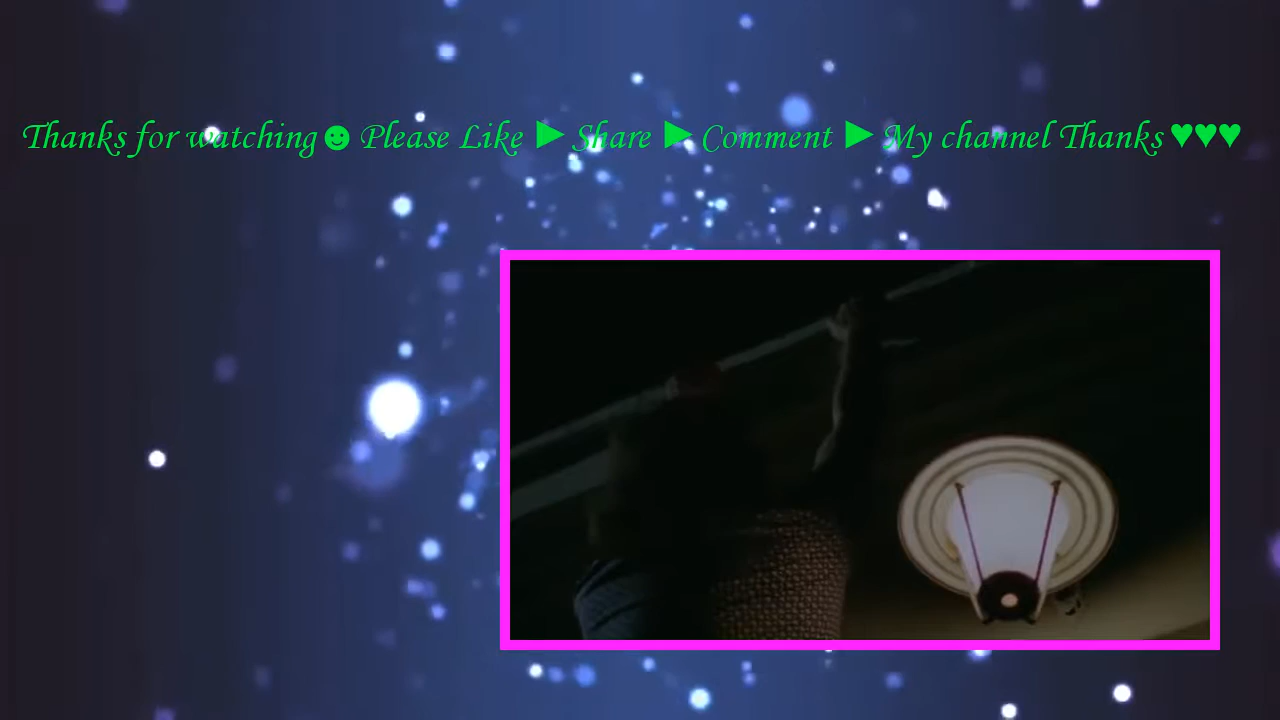 Thanks for watching☻Please Like ► Share ► Comment ► My channel Thanks ♥♥♥